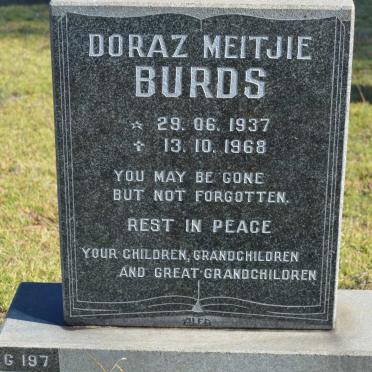 DORAZ MEITJIE
BURDS
☆ 29. 06. 1937
✝ 13. 10. 1968
YOU MAY BE GONE
BUT NOT FORGOTTEN.
REST IN PEACE
YOUR CHILDREN, GRANDCHILDREN
AND GREAT-GRANDCHILDREN
ALFA
G 197